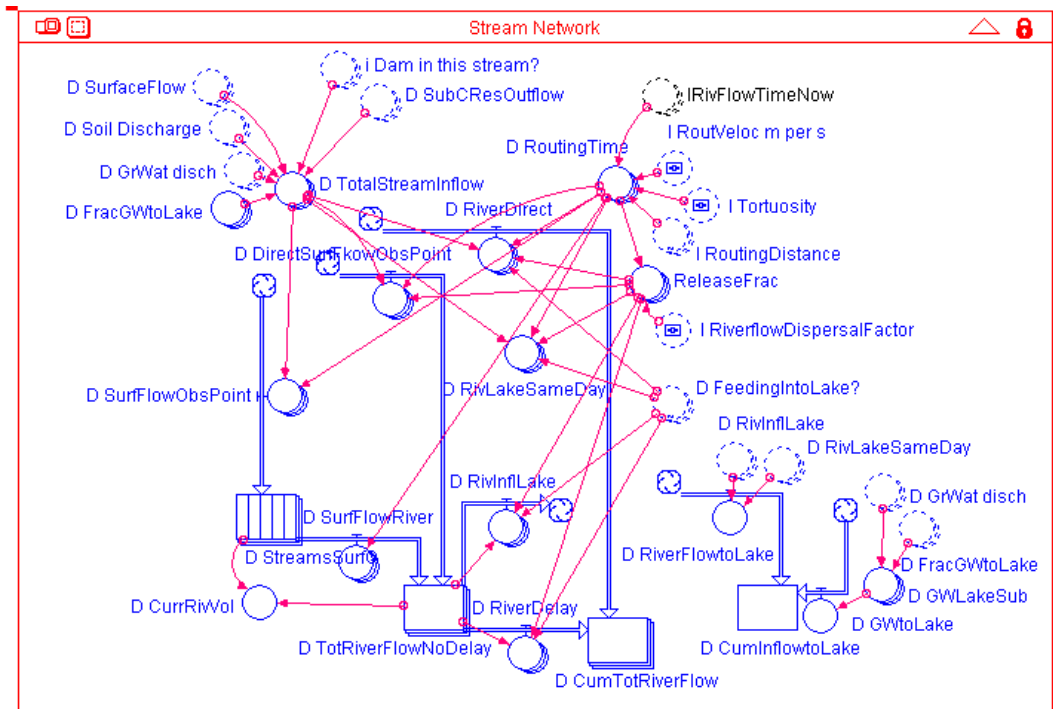 Stream Network
i Dam in this stream?
D SurfaceFlow
D SubCResOutflow
IRivFlowTimeNow
D Soil Discharge
I RoutVeloc m per s
D RoutingTime
D GrWat disch
D TotalStreamInflow
D FracGWtoLake
D RiverDirect
I Tortuosity
D DirectSurfFkowObsPoint
I RoutingDistance
ReleaseFrac
I RiverflowDispersalFactor
D SurfFlowObsPoint
D RivLakeSameDay
D FeedingIntoLake?
D RivInflLake
D RivLakeSameDay
D RivInflLake
D GrWat disch
D SurfFlowRiver
D StreamsSurfQ
D RiverFlowtoLake
D FracGWtoLake
D CurrRivVol
D RiverDelay
D GWLakeSub
D GWtoLake
D TotRiverFlowNoDelay
D CumInflowtoLake
D CumTotRiverFlow